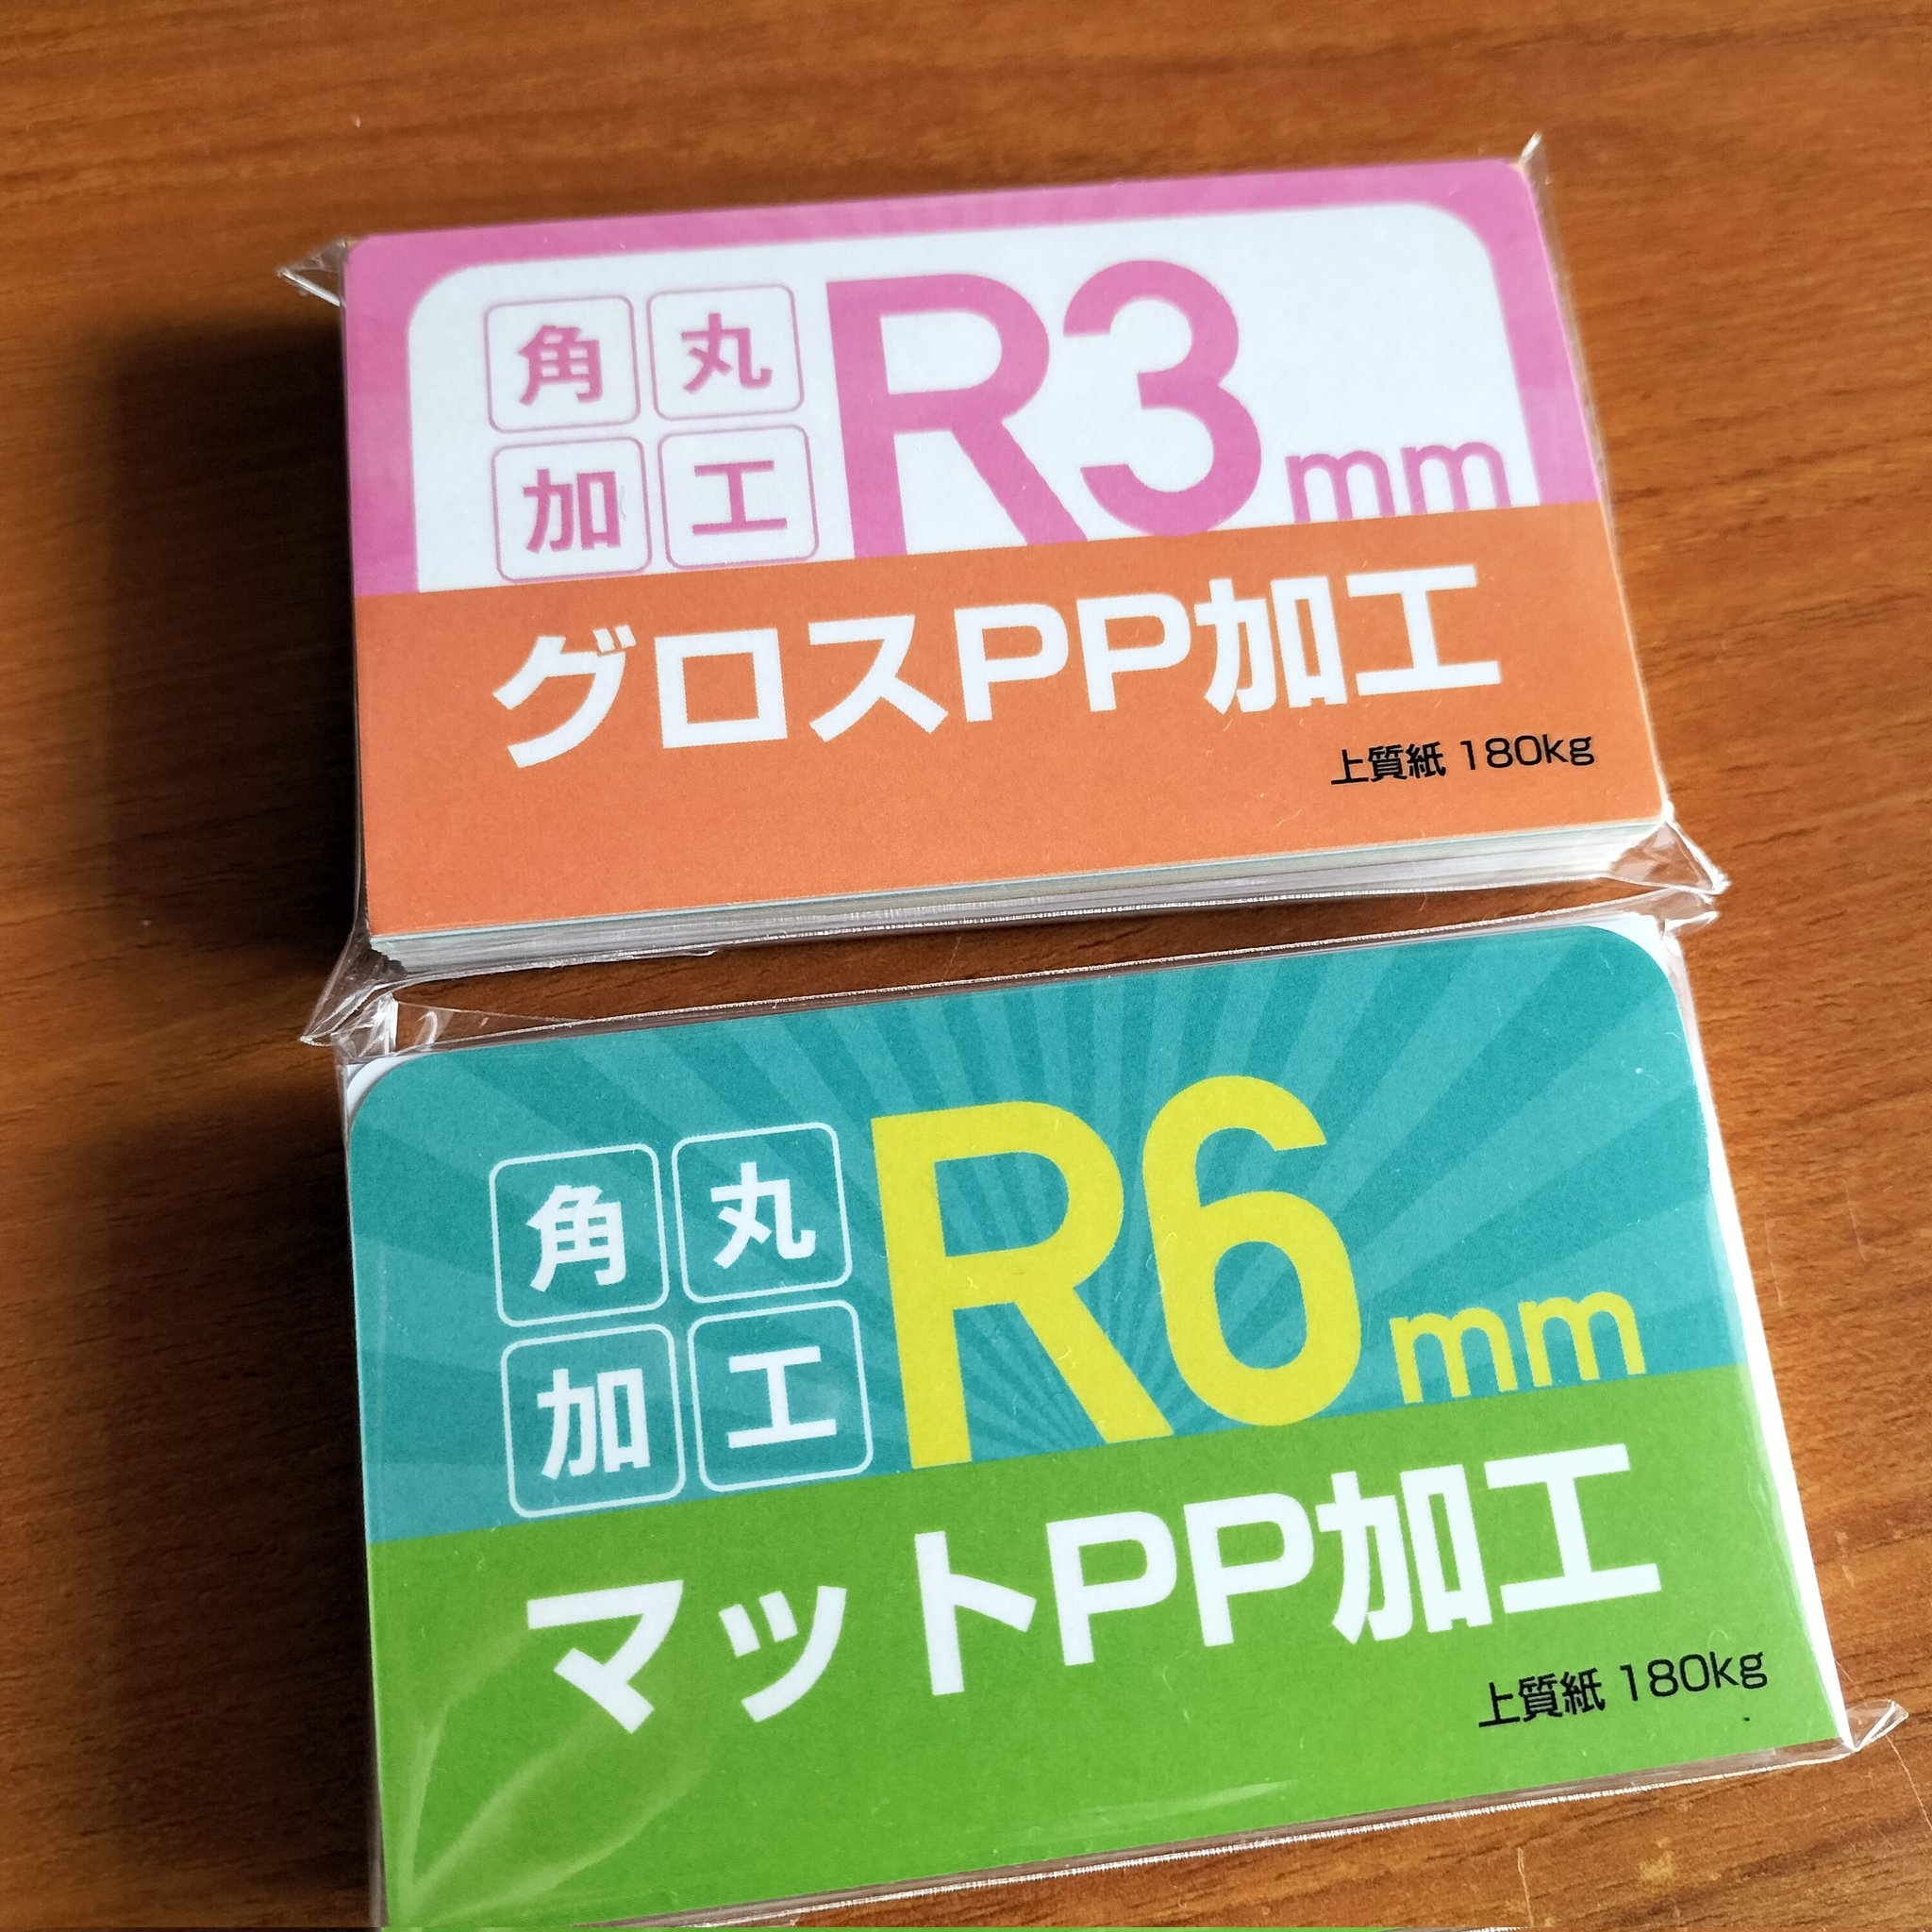 角丸 R3mm
加工
グロスPP加工
上質紙 180kg
角丸 R6mm
加工
マットPP加工
上質紙 180kg